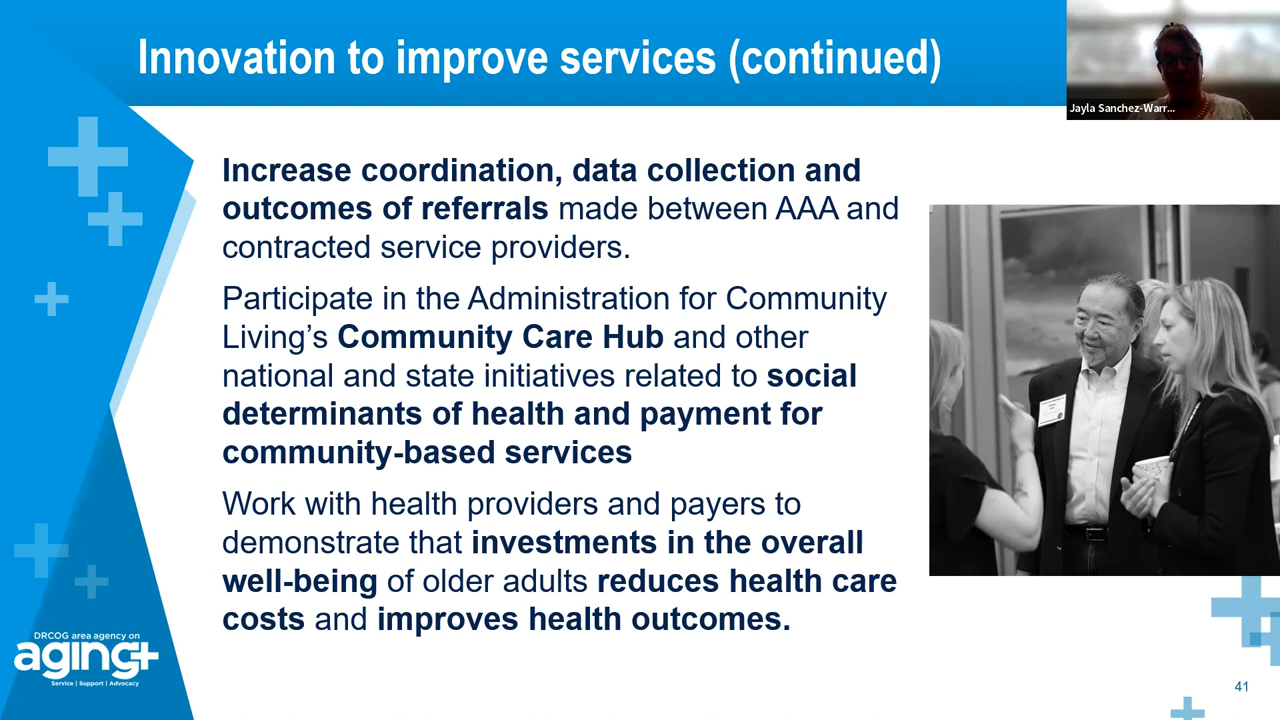 Innovation to improve services (continued)
Jayla Sanchez-Warr...
Increase coordination, data collection and
outcomes of referrals made between AAA and
contracted service providers.
Participate in the Administration for Community
Living’s Community Care Hub and other
national and state initiatives related to social
determinants of health and payment for
community-based services
Work with health providers and payers to
demonstrate that investments in the overall
well-being of older adults reduces health care
costs and improves health outcomes.
DRCOG area agency on
aging+
Service | Support | Advocacy
41